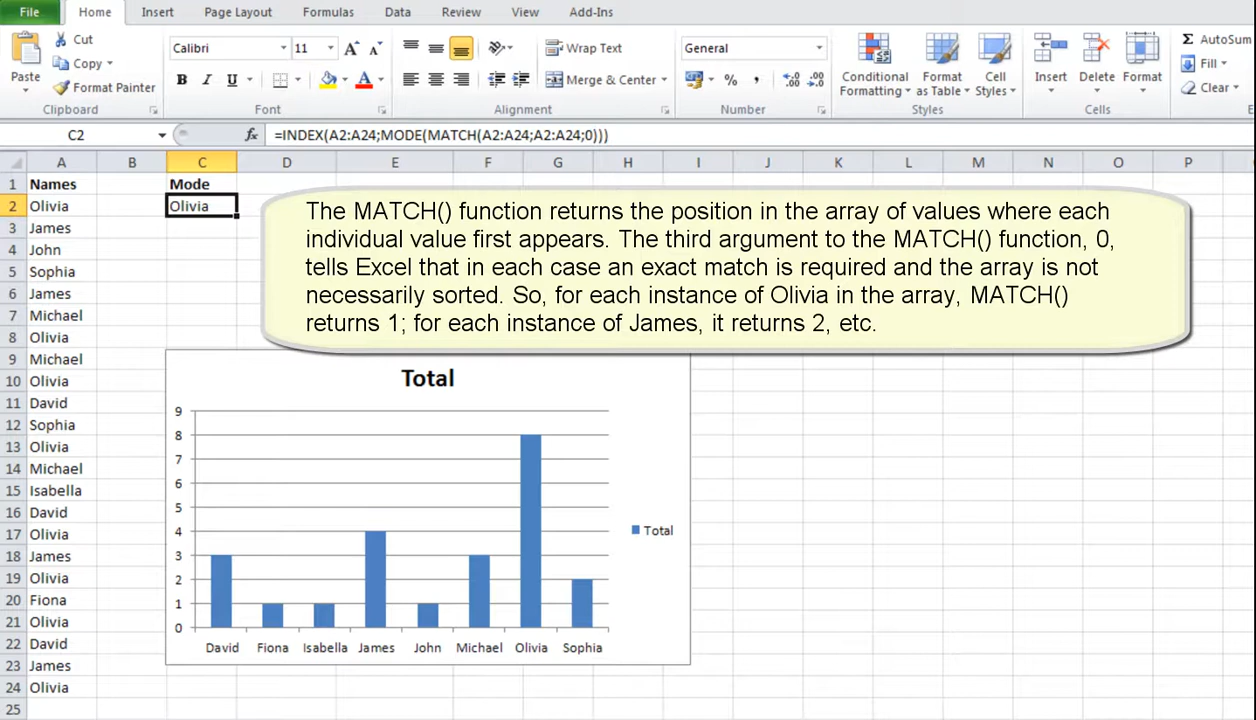 File Home Insert Page Layout Formulas Data Review View Add-Ins
Cut Calibri 11 A A Wrap Text General Σ AutoSum
Copy Fill
Paste Format Painter B I U A Merge & Center % , Conditional Formatting Format as Table Cell Styles Insert Delete Format Clear
Clipboard Font Alignment Number Styles Cells E
C2 fx =INDEX(A2:A24;MODE(MATCH(A2:A24;A2:A24;0)))
A B C D E F G H I J K L M N O P
1 Names Mode
2 Olivia Olivia
The MATCH() function returns the position in the array of values where each
individual value first appears. The third argument to the MATCH() function, 0,
tells Excel that in each case an exact match is required and the array is not
necessarily sorted. So, for each instance of Olivia in the array, MATCH()
returns 1; for each instance of James, it returns 2, etc.
3 James
4 John
5 Sophia
6 James
7 Michael
8 Olivia
9 Michael
10 Olivia
11 David
12 Sophia
13 Olivia
14 Michael
15 Isabella
16 David
17 Olivia
18 James
19 Olivia
20 Fiona
21 Olivia
22 David
23 James
24 Olivia
25
Total
9
8
7
6
5
4
3
2
1
0
David Fiona Isabella James John Michael Olivia Sophia
Total